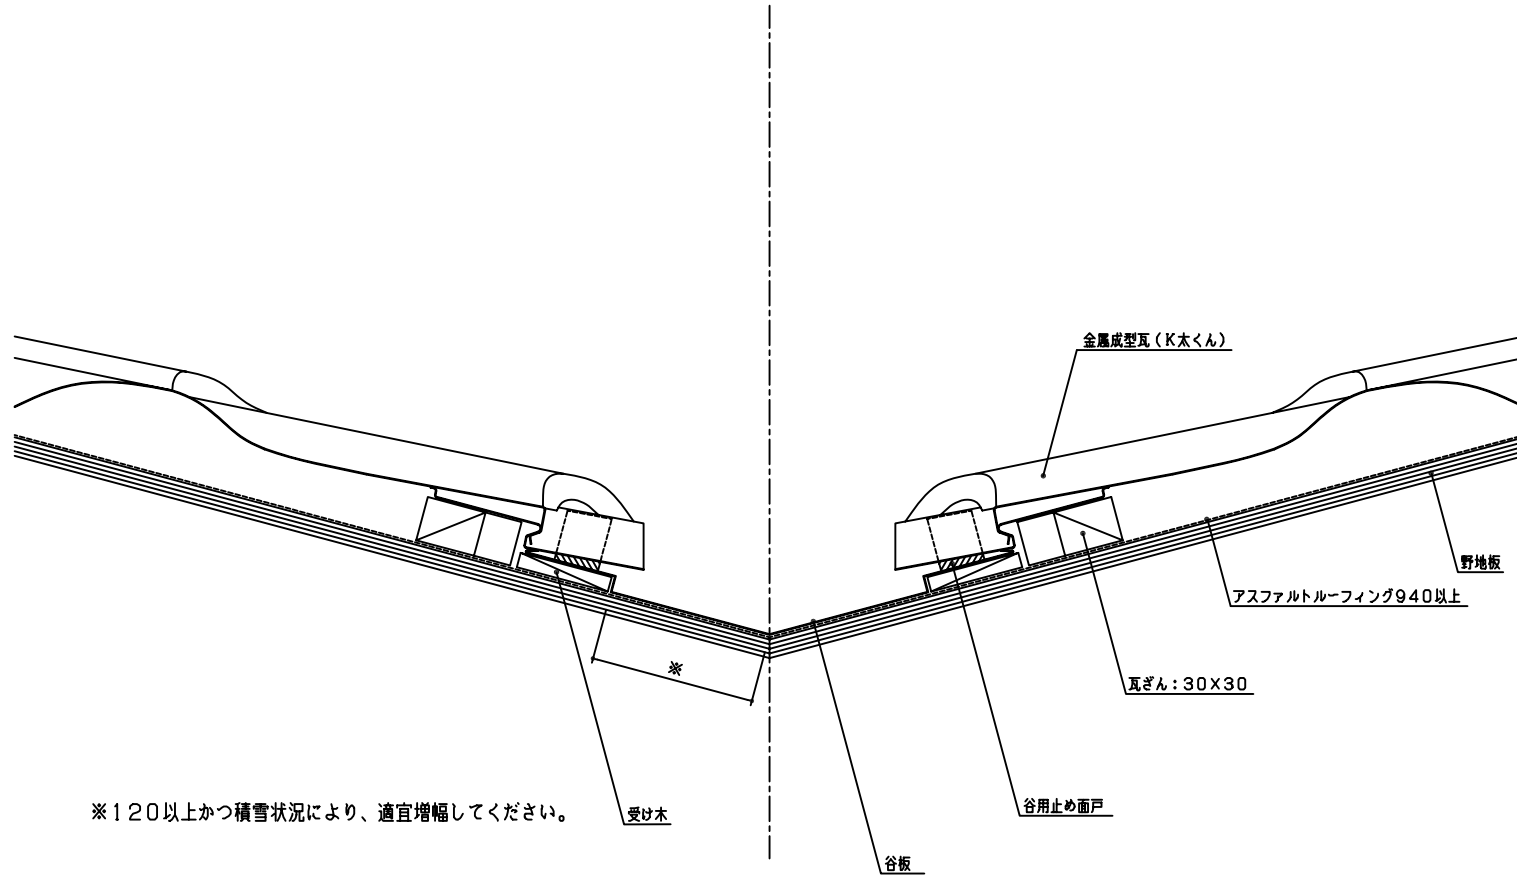 金属成型瓦（K太くん）
野地板
アスファルトルーフィング940以上
※
瓦ざん：30×30
谷用止め面戸
※120以上かつ積雪状況により、適宜増幅してください。
受け木
谷板